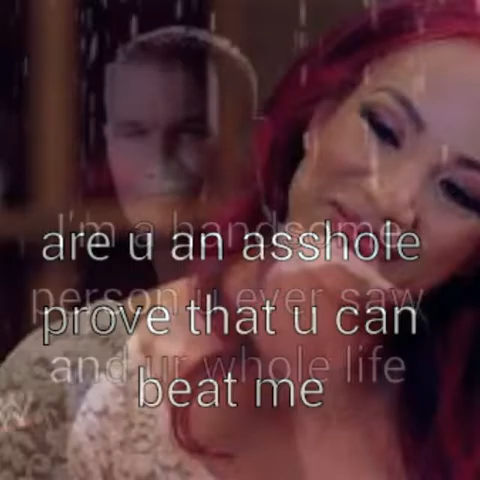 I'm a handsome
are u an asshole
person u ever saw
prove that u can
and ur whole life
beat me